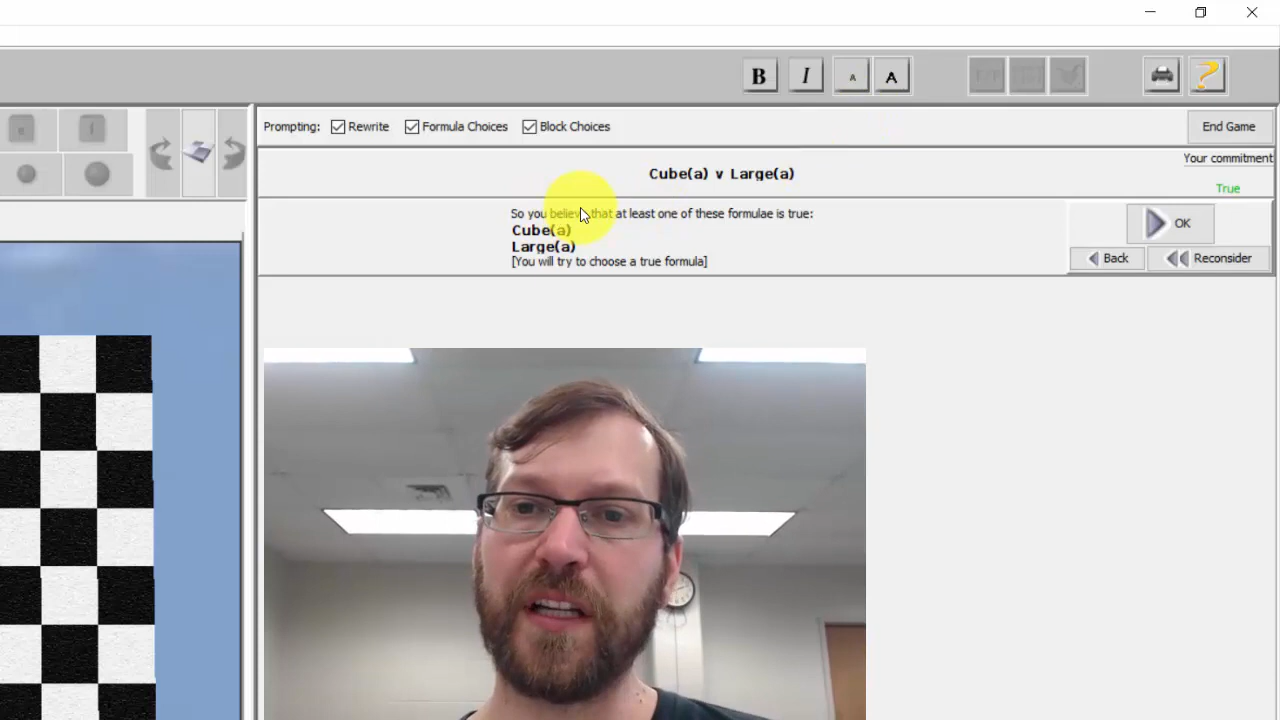 B I A A
Prompting: Rewrite Formula Choices Block Choices End Game
Your commitment
Cube(a) v Large(a)
True
So you believe that at least one of these formulae is true:
Cube(a)
Large(a)
[You will try to choose a true formula]
OK
Back Reconsider